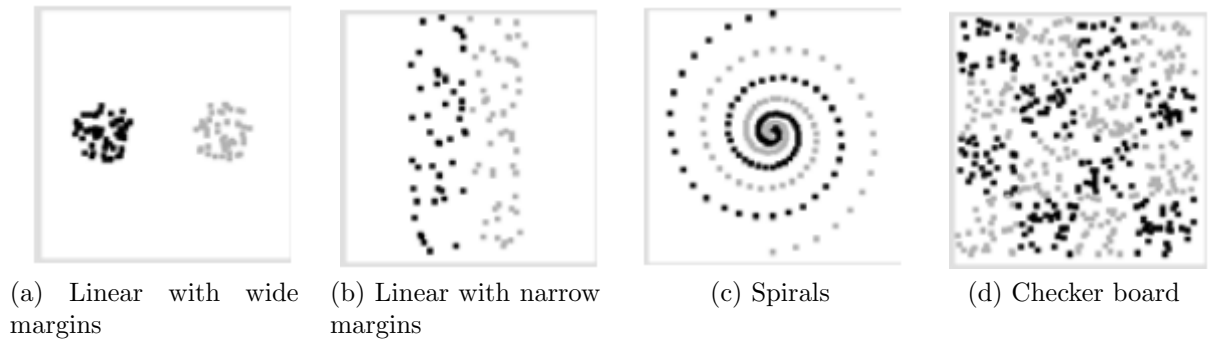 (a) Linear with wide
margins
(b) Linear with narrow
margins
(c) Spirals
(d) Checker board